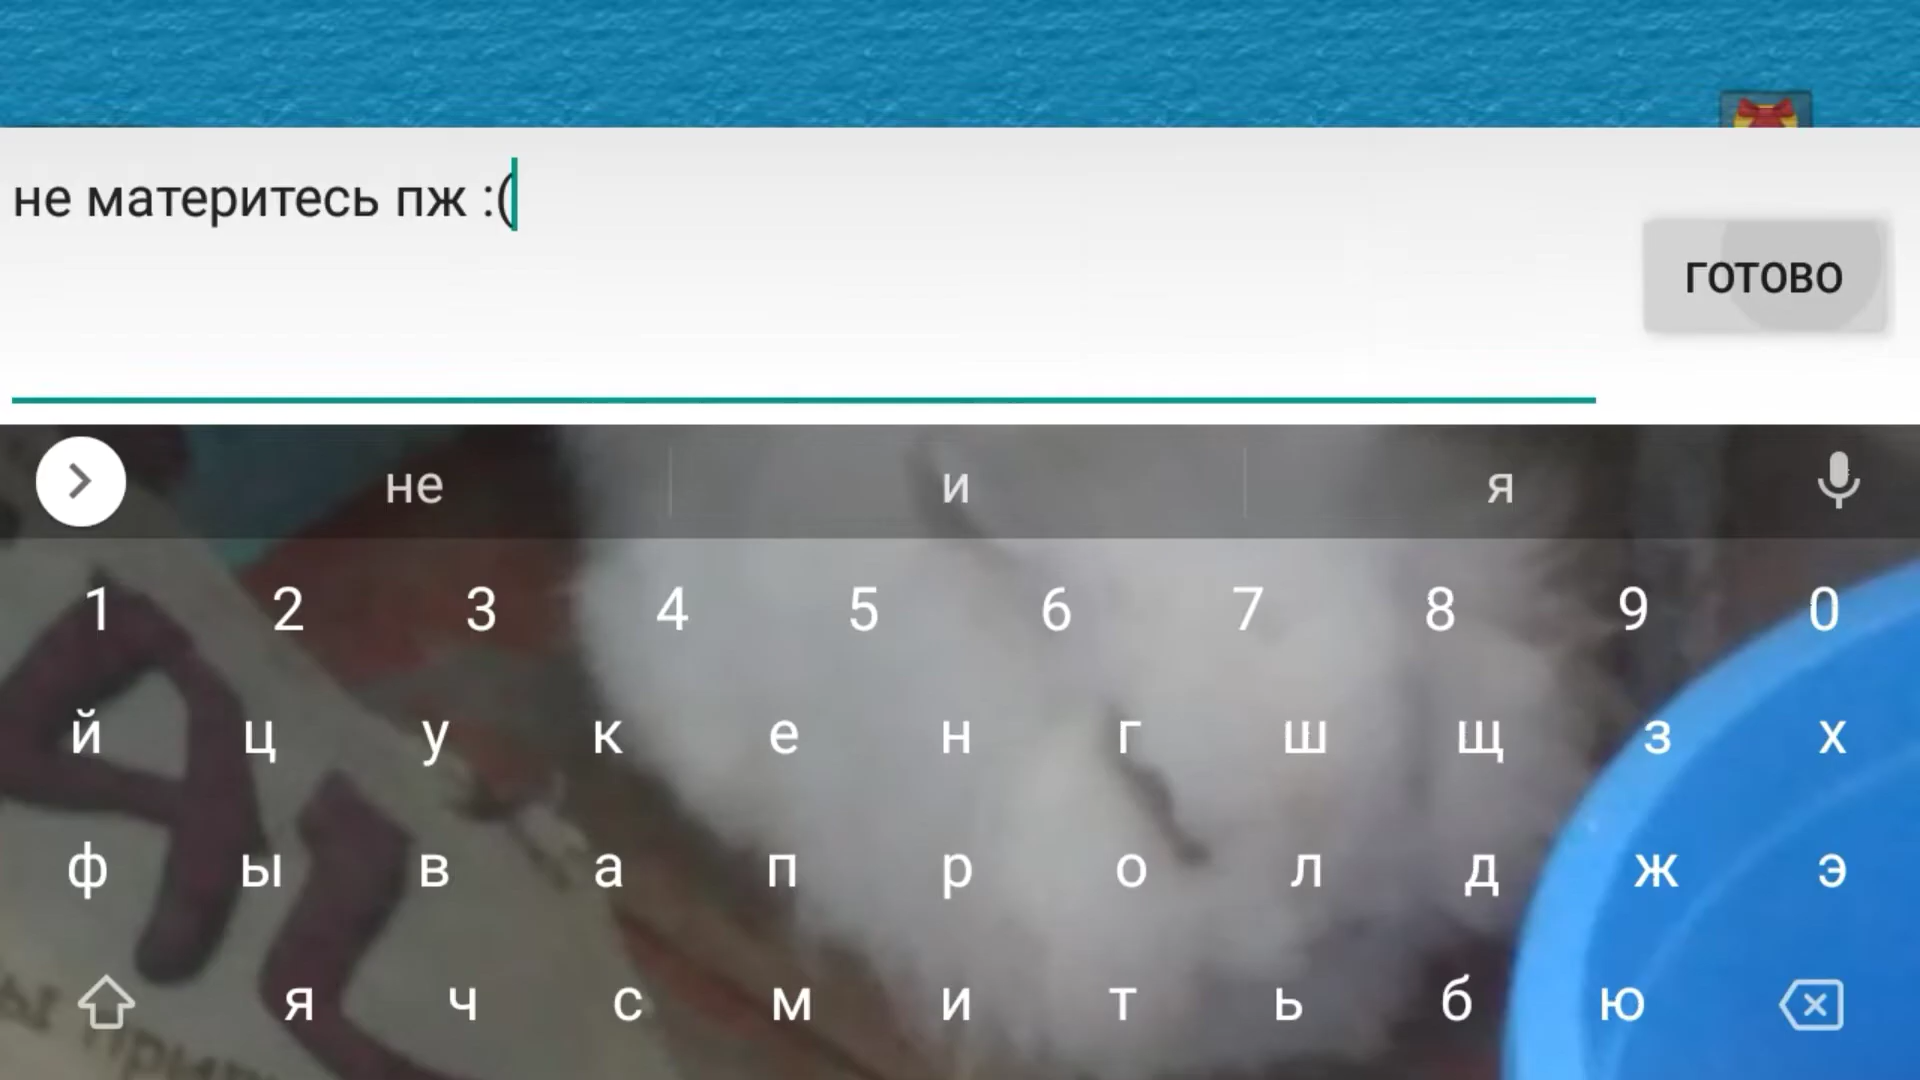 не материтесь пж :(
ГОТОВО
не и я
1 2 3 4 5 6 7 8 9 0
й ц у к е н г ш щ з х
ф ы в а п р о л д ж э
я ч с м и т ь б ю